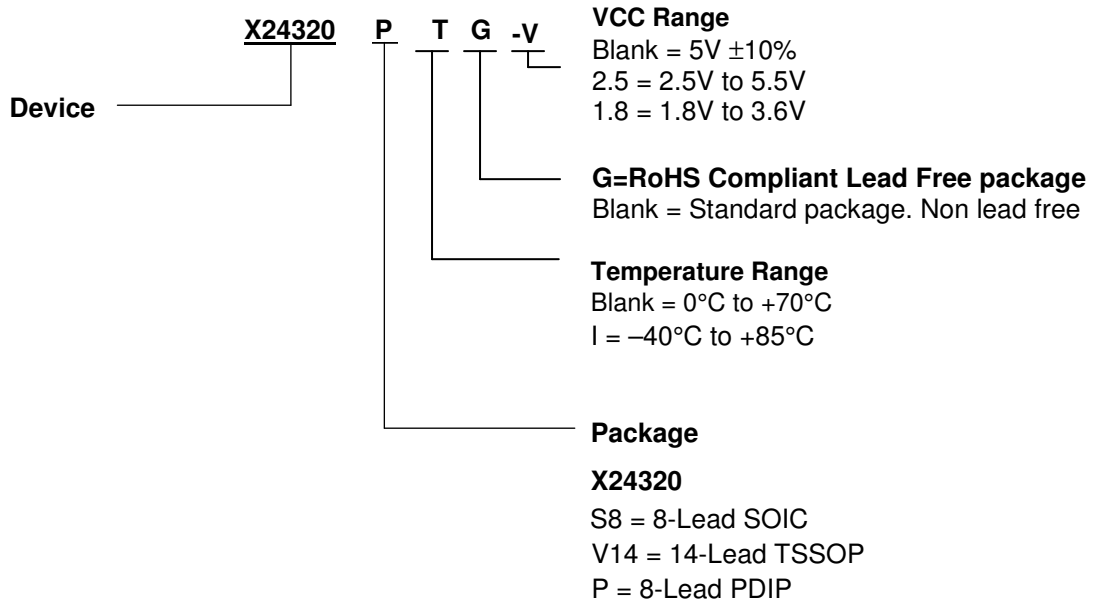 X24320 P T G -V
Device
VCC Range
Blank = 5V ±10%
2.5 = 2.5V to 5.5V
1.8 = 1.8V to 3.6V
G=RoHS Compliant Lead Free package
Blank = Standard package. Non lead free
Temperature Range
Blank = 0°C to +70°C
I = –40°C to +85°C
Package
X24320
S8 = 8-Lead SOIC
V14 = 14-Lead TSSOP
P = 8-Lead PDIP